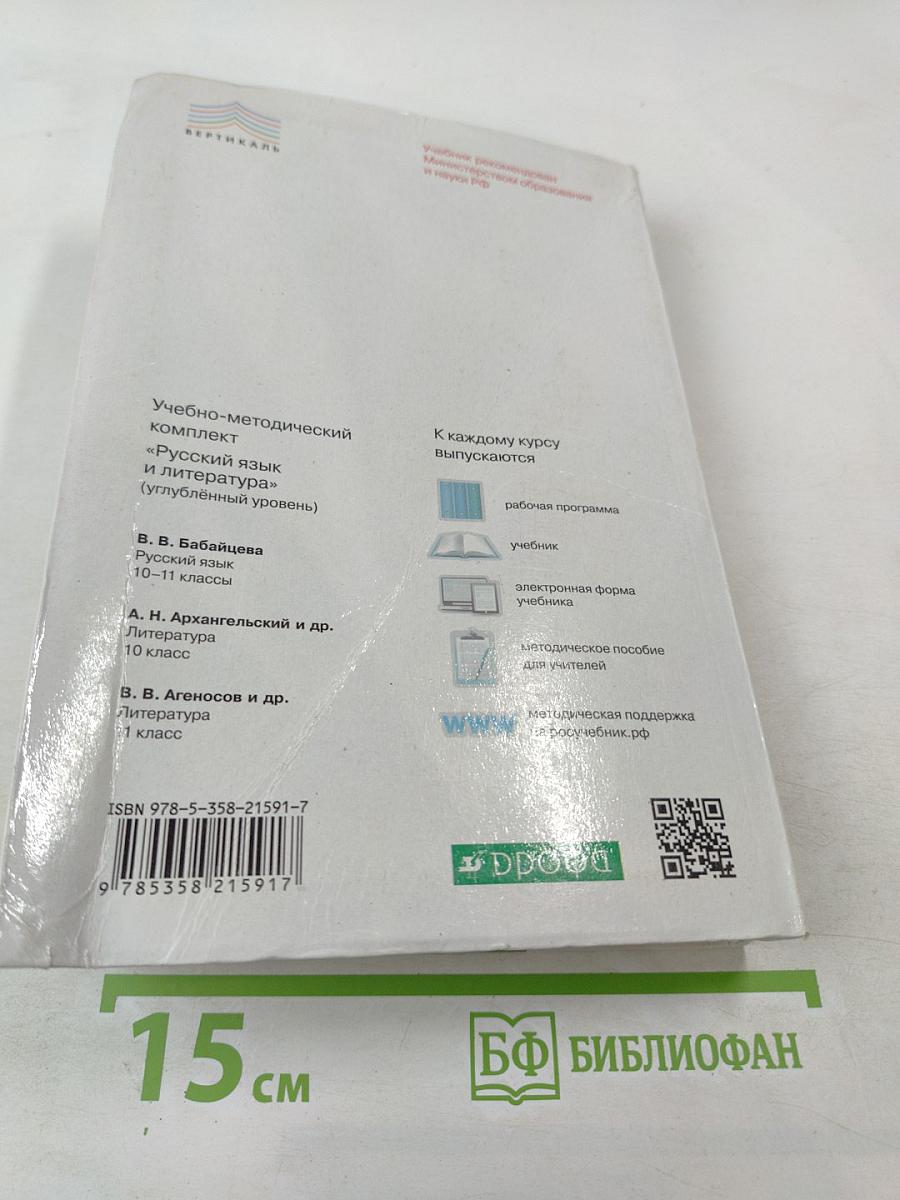 ВЕРТИКАЛЬ
Учебник рекомендован
Министерством образования
и науки РФ
Учебно-методический
комплект
«Русский язык
и литература»
(углублённый уровень)
В. В. Бабайцева
Русский язык
10–11 классы
А. Н. Архангельский и др.
Литература
10 класс
В. В. Агеносов и др.
Литература
11 класс
ISBN 978-5-358-21591-7
9 785358 215917
К каждому курсу
выпускаются
рабочая программа
учебник
электронная форма
учебника
методическое пособие
для учителей
www
методическая поддержка
на росучебник.рф
дрофа
15 см
БФ БИБЛИОФАН